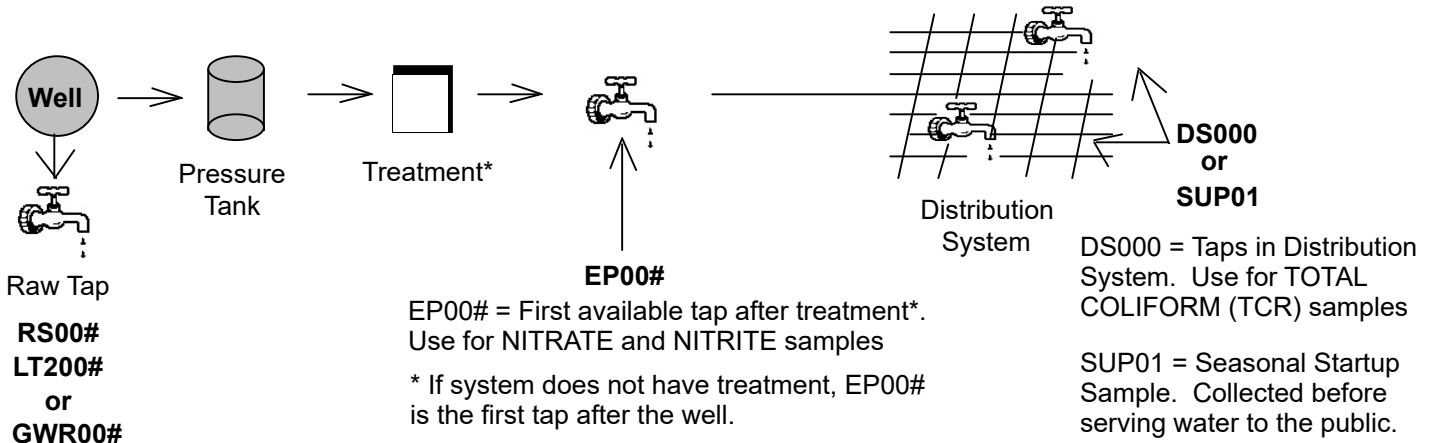 Well
Raw Tap
RS00#
LT200#
or
GWR00#
Pressure
Tank
Treatment*
EP00#
EP00# = First available tap after treatment*.
Use for NITRATE and NITRITE samples
* If system does not have treatment, EP00#
is the first tap after the well.
Distribution
System
DS000
or
SUP01
DS000 = Taps in Distribution
System. Use for TOTAL
COLIFORM (TCR) samples
SUP01 = Seasonal Startup
Sample. Collected before
serving water to the public.